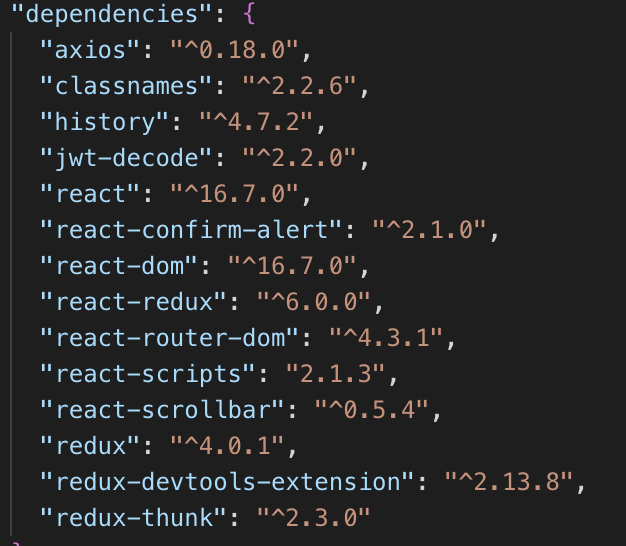 "dependencies": {
"axios": "^0.18.0",
"classnames": "^2.2.6",
"history": "^4.7.2",
"jwt-decode": "^2.2.0",
"react": "^16.7.0",
"react-confirm-alert": "^2.1.0",
"react-dom": "^16.7.0",
"react-redux": "^6.0.0",
"react-router-dom": "^4.3.1",
"react-scripts": "2.1.3",
"react-scrollbar": "^0.5.4",
"redux": "^4.0.1",
"redux-devtools-extension": "^2.13.8",
"redux-thunk": "^2.3.0"